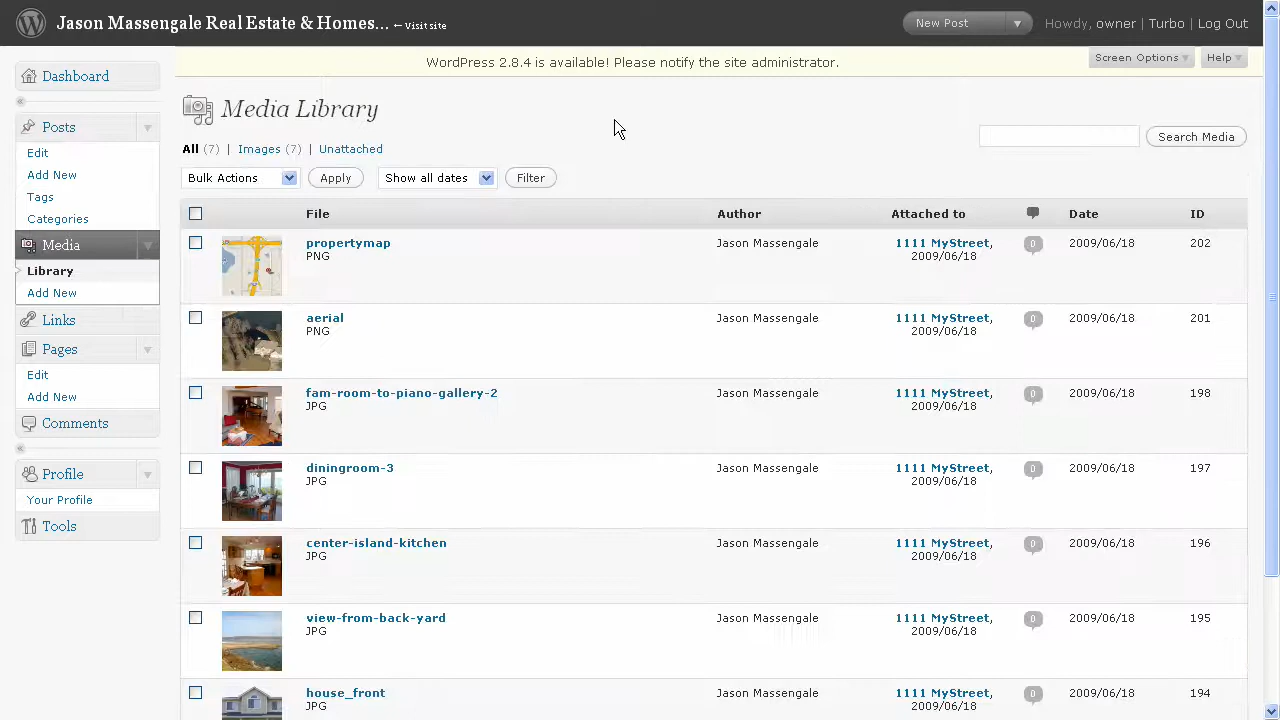 Jason Massengale Real Estate & Homes... ← Visit site
New Post
Howdy, owner | Turbo | Log Out
WordPress 2.8.4 is available! Please notify the site administrator.
Screen Options
Help
Dashboard
Posts
Edit
Add New
Tags
Categories
Media
Library
Add New
Links
Pages
Edit
Add New
Comments
Profile
Your Profile
Tools
Media Library
All (7) | Images (7) | Unattached
Search Media
Bulk Actions
Apply
Show all dates
Filter
File Author Attached to Date ID
propertymap Jason Massengale 1111 MyStreet, 0 2009/06/18 202
PNG 2009/06/18
aerial Jason Massengale 1111 MyStreet, 0 2009/06/18 201
PNG 2009/06/18
fam-room-to-piano-gallery-2 Jason Massengale 1111 MyStreet, 0 2009/06/18 198
JPG 2009/06/18
diningroom-3 Jason Massengale 1111 MyStreet, 0 2009/06/18 197
JPG 2009/06/18
center-island-kitchen Jason Massengale 1111 MyStreet, 0 2009/06/18 196
JPG 2009/06/18
view-from-back-yard Jason Massengale 1111 MyStreet, 0 2009/06/18 195
JPG 2009/06/18
house_front Jason Massengale 1111 MyStreet, 0 2009/06/18 194
JPG 2009/06/18